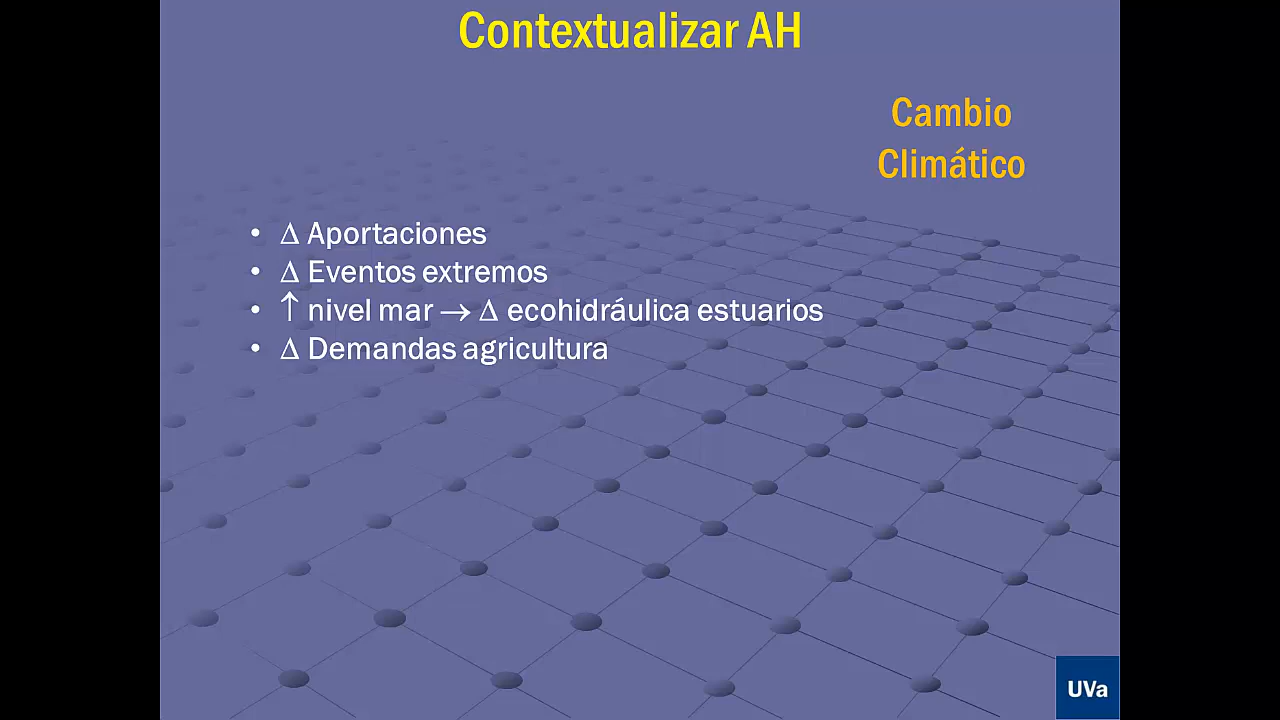 Contextualizar AH
Cambio
Climático
• Δ Aportaciones
• Δ Eventos extremos
• ↑ nivel mar → Δ ecohidráulica estuarios
• Δ Demandas agricultura
UVa